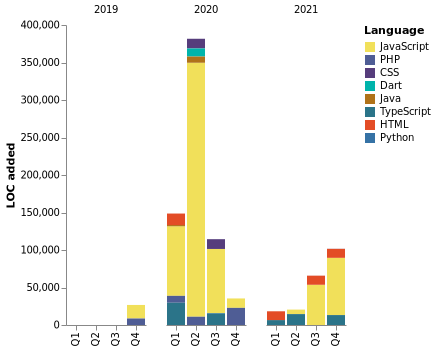 2019 2020 2021
400,000
350,000
300,000
250,000
200,000
150,000
100,000
50,000
0
LOC added
Q1 Q2 Q3 Q4 Q1 Q2 Q3 Q4 Q1 Q2 Q3 Q4
Language
JavaScript
PHP
CSS
Dart
Java
TypeScript
HTML
Python